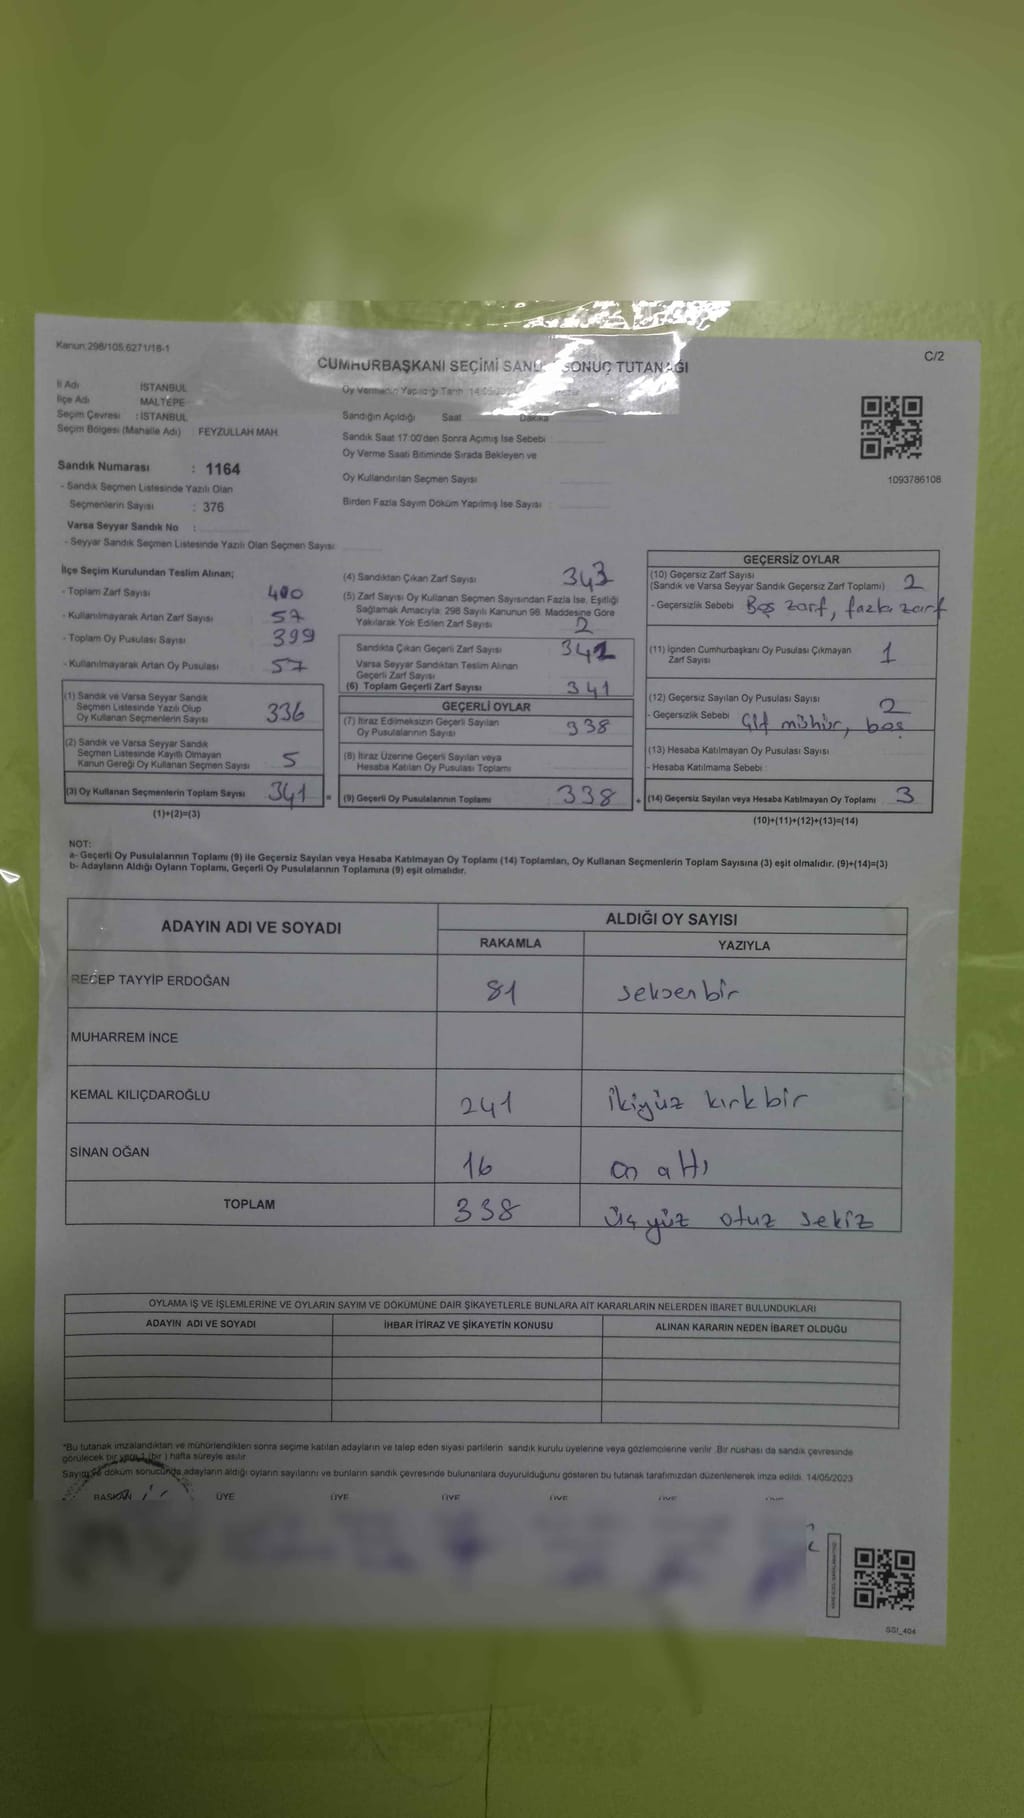 Kanun:298/105,6271/18-1
C/2
CUMHURBAŞKANI SEÇİMİ SONUÇ TUTANAĞI
İl Adı İSTANBUL
İlçe Adı MALTEPE
Seçim Çevresi : İSTANBUL
Seçim Bölgesi (Mahalle Adı) FEYZULLAH MAH.
Oy Vermenin Yapıldığı Tarih
Sandığın Açıldığı Saat Dakika
Sandık Saat 17:00'den Sonra Açımış İse Sebebi
Oy Verme Saati Bitiminde Sırada Bekleyen ve
Oy Kullandırılan Seçmen Sayısı
Birden Fazla Sayım Döküm Yapılmış İse Sayısı
1093786108
Sandık Numarası : 1164
- Sandık Seçmen Listesinde Yazılı Olan
Seçmenlerin Sayısı : 376
Varsa Seyyar Sandık No :
- Seyyar Sandık Seçmen Listesinde Yazılı Olan Seçmen Sayısı:
İlçe Seçim Kurulundan Teslim Alınan;
- Toplam Zarf Sayısı 400
- Kullanılmayarak Artan Zarf Sayısı 57
- Toplam Oy Pusulası Sayısı 399
- Kullanılmayarak Artan Oy Pusulası 57
(1) Sandık ve Varsa Seyyar Sandık
Seçmen Listesinde Yazılı Olup
Oy Kullanan Seçmenlerin Sayısı 336
(2) Sandık ve Varsa Seyyar Sandık
Seçmen Listesinde Kayıtlı Olmayan
Kanun Gereği Oy Kullanan Seçmen Sayısı 5
(3) Oy Kullanan Seçmenlerin Toplam Sayısı 341 =
(1)+(2)=(3)
(4) Sandıktan Çıkan Zarf Sayısı 343
(5) Zarf Sayısı Oy Kullanan Seçmen Sayısından Fazla İse, Eşitliği
Sağlamak Amacıyla; 298 Sayılı Kanunun 98. Maddesine Göre
Yakılarak Yok Edilen Zarf Sayısı 2
Sandıkta Çıkan Geçerli Zarf Sayısı 341
Varsa Seyyar Sandıktan Teslim Alınan
Geçerli Zarf Sayısı
(6) Toplam Geçerli Zarf Sayısı 341
GEÇERLİ OYLAR
(7) İtiraz Edilmeksizin Geçerli Sayılan
Oy Pusulalarının Sayısı 338
(8) İtiraz Üzerine Geçerli Sayılan veya
Hesaba Katılan Oy Pusulası Toplamı
(9) Geçerli Oy Pusulalarının Toplamı 338 +
GEÇERSİZ OYLAR
(10) Geçersiz Zarf Sayısı
(Sandık ve Varsa Seyyar Sandık Geçersiz Zarf Toplamı) 2
- Geçersizlik Sebebi Boş zarf, fazla zarf
(11) İçinden Cumhurbaşkanı Oy Pusulası Çıkmayan
Zarf Sayısı 1
(12) Geçersiz Sayılan Oy Pusulası Sayısı 2
- Geçersizlik Sebebi Çift mühür, boş
(13) Hesaba Katılmayan Oy Pusulası Sayısı
- Hesaba Katılmama Sebebi
(14) Geçersiz Sayılan veya Hesaba Katılmayan Oy Toplamı 3
(10)+(11)+(12)+(13)=(14)
NOT:
a- Geçerli Oy Pusulalarının Toplamı (9) ile Geçersiz Sayılan veya Hesaba Katılmayan Oy Toplamı (14) Toplamları, Oy Kullanan Seçmenlerin Toplam Sayısına (3) eşit olmalıdır. (9)+(14)=(3)
b- Adayların Aldığı Oyların Toplamı, Geçerli Oy Pusulalarının Toplamına (9) eşit olmalıdır.
ADAYIN ADI VE SOYADI
ALDIĞI OY SAYISI
RAKAMLA YAZIYLA
RECEP TAYYİP ERDOĞAN 81 seksenbir
MUHARREM İNCE
KEMAL KILIÇDAROĞLU 241 ikiyüz kırkbir
SİNAN OĞAN 16 on altı
TOPLAM 338 üçyüz otuz sekiz
OYLAMA İŞ VE İŞLEMLERİNE VE OYLARIN SAYIM VE DÖKÜMÜNE DAİR ŞİKAYETLERLE BUNLARA AİT KARARLARIN NELERDEN İBARET BULUNDUKLARI
ADAYIN ADI VE SOYADI İHBAR İTİRAZ VE ŞİKAYETİN KONUSU ALINAN KARARIN NEDEN İBARET OLDUĞU
*Bu tutanak imzalandıktan ve mühürlendikten sonra seçime katılan adayların ve talep eden siyasi partilerin sandık kurulu üyelerine veya gözlemcilerine verilir. Bir nüshası da sandık çevresinde
görülecek bir yere 1 (bir) hafta süreyle asılır.
Sayım ve döküm sonucunda adayların aldığı oyların sayılarını ve bunların sandık çevresinde bulunanlara duyurulduğunu gösteren bu tutanak tarafımızdan düzenlenerek imza edildi. 14/05/2023
BAŞKAN ÜYE ÜYE ÜYE ÜYE ÜYE
SSI_404